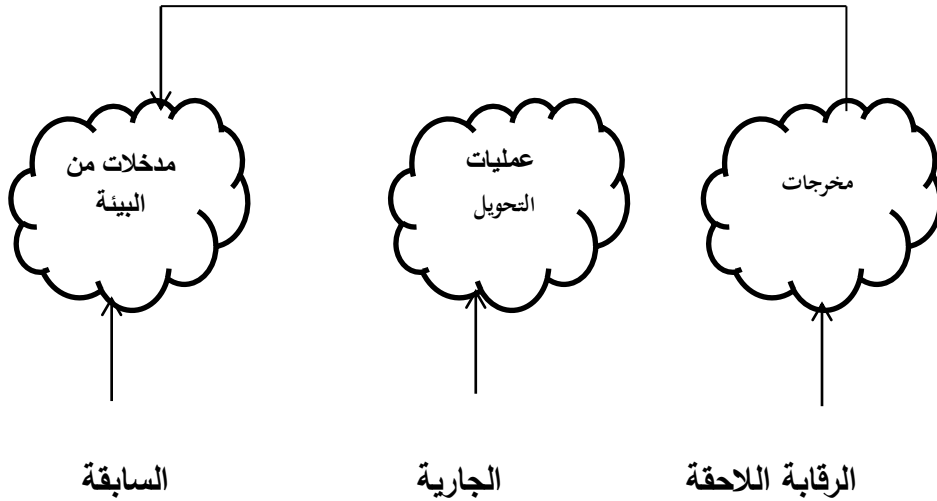 مدخلات من
البيئة
عمليات
التحويل
مخرجات
السابقة
الجارية
الرقابة اللاحقة